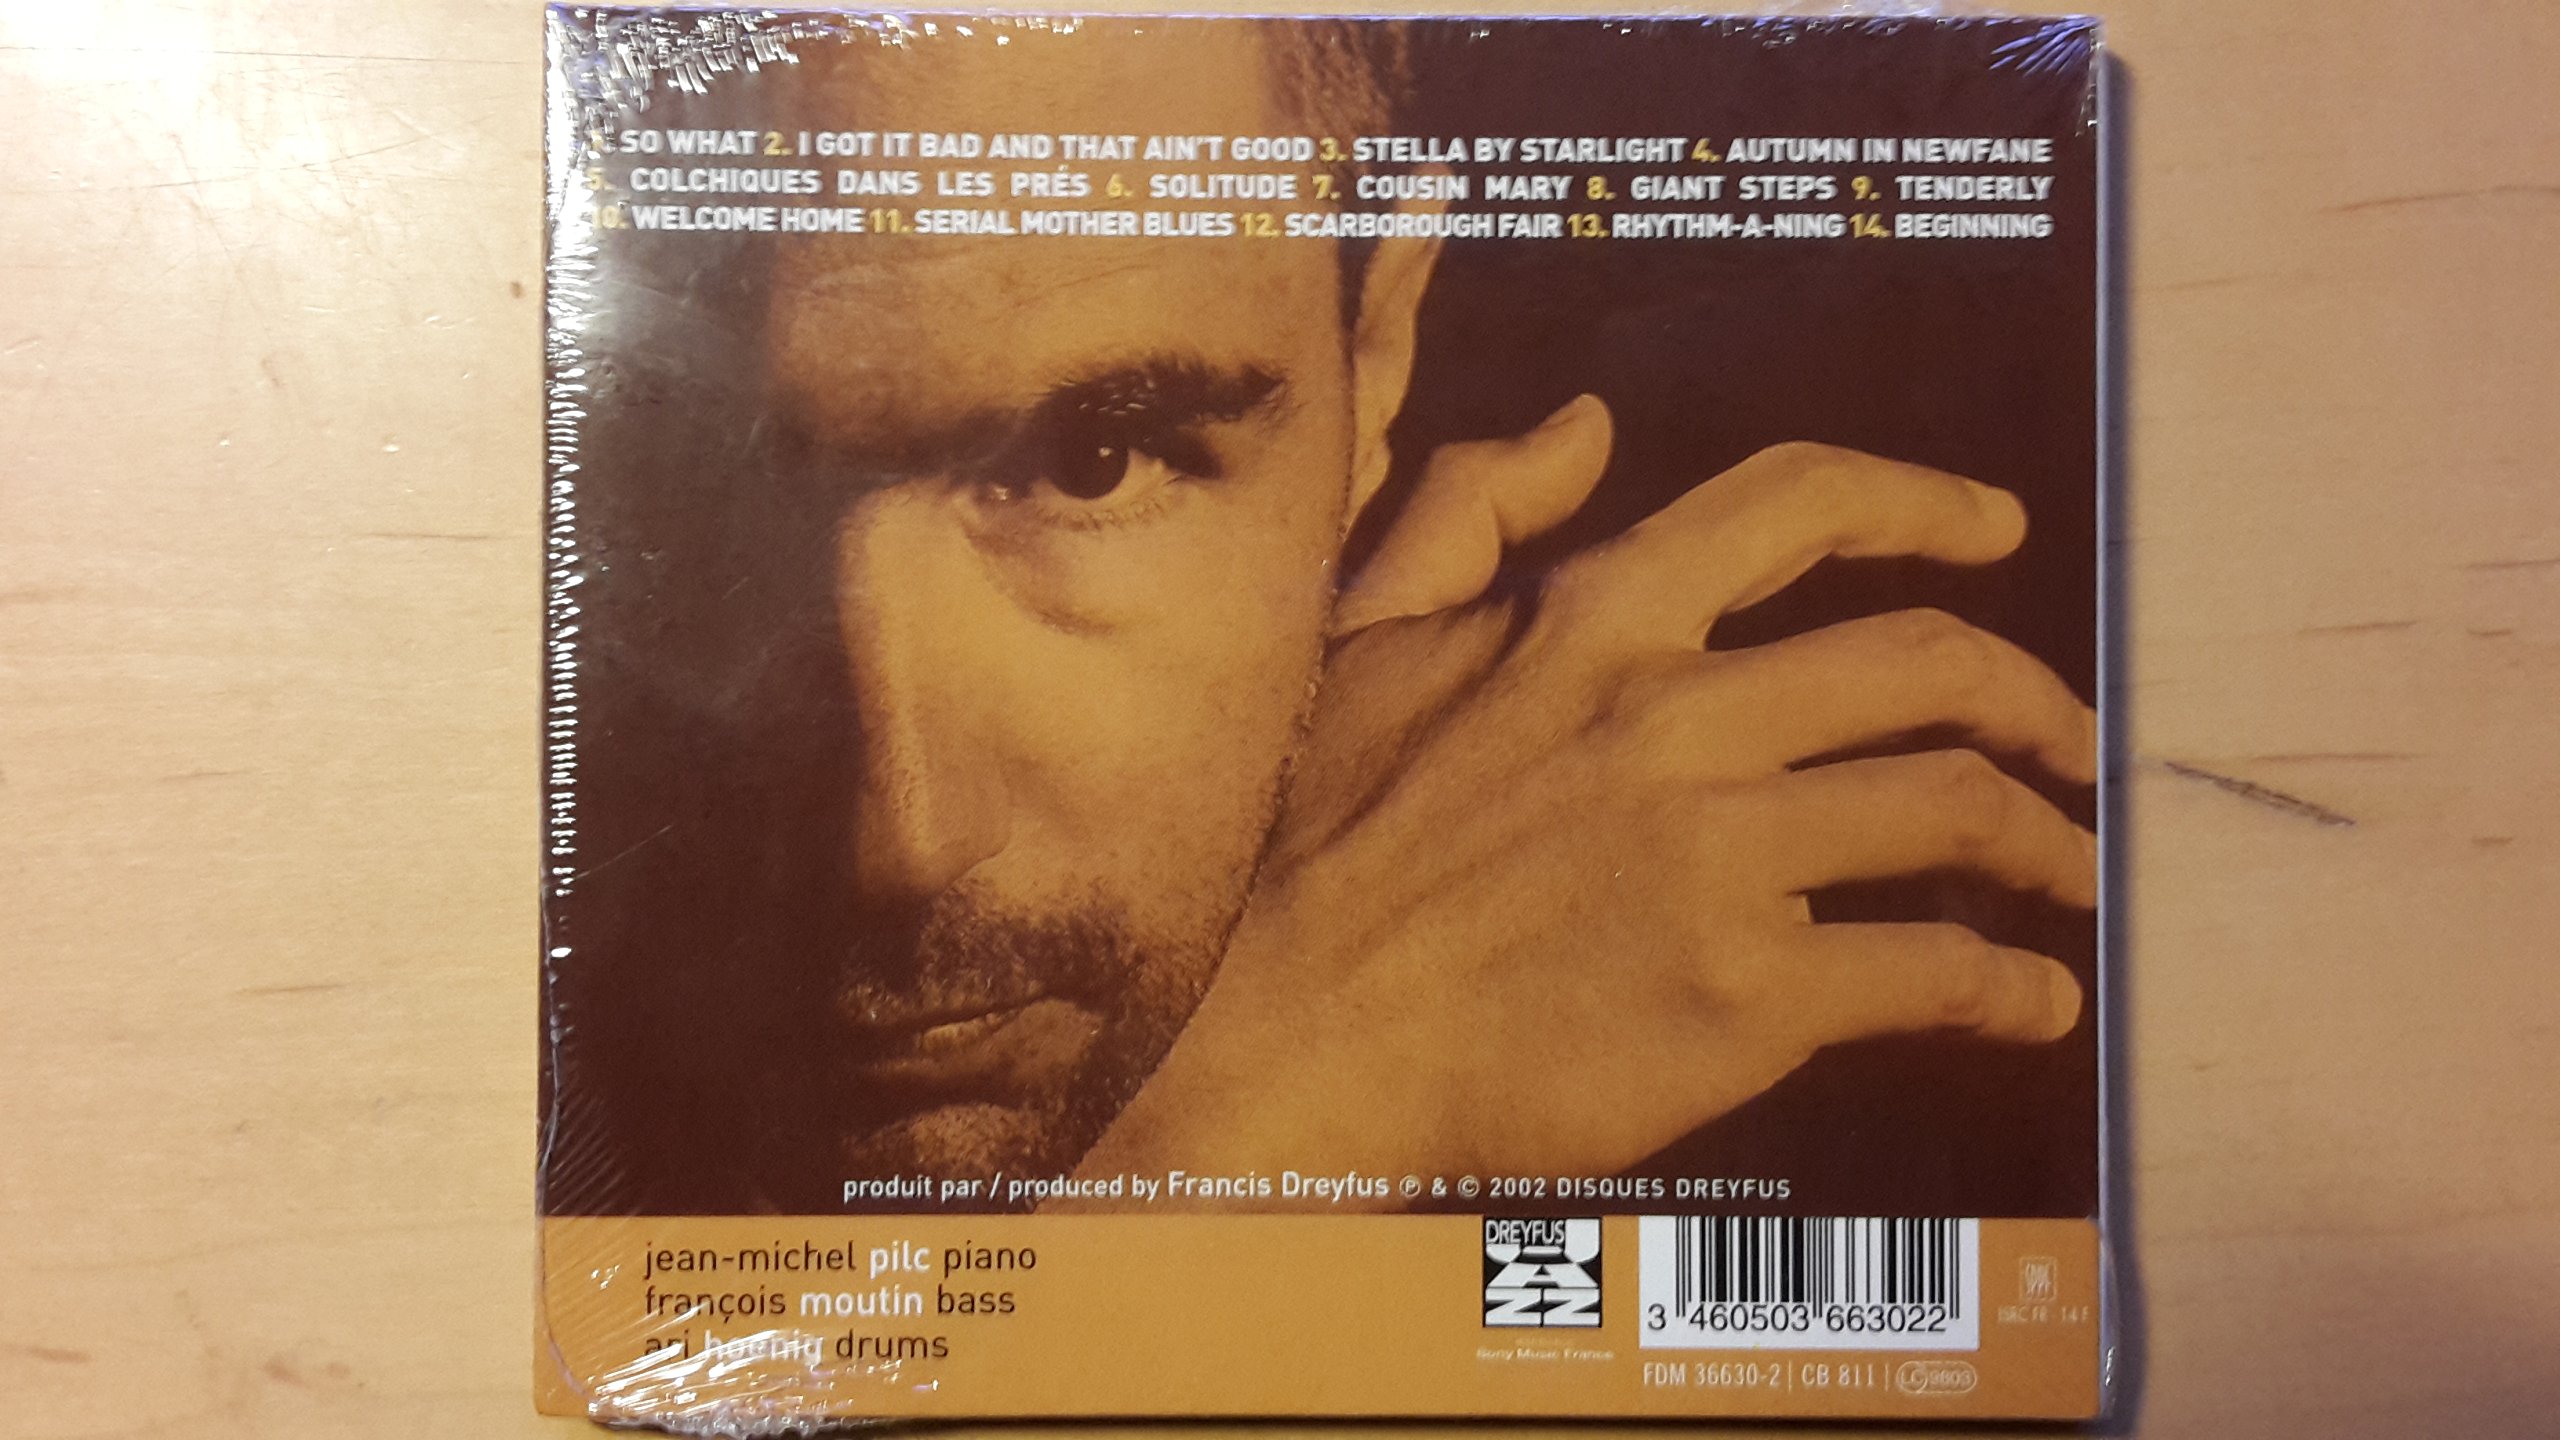 1. SO WHAT 2. I GOT IT BAD AND THAT AIN'T GOOD 3. STELLA BY STARLIGHT 4. AUTUMN IN NEWFANE
5. COLCHIQUES DANS LES PRÉS 6. SOLITUDE 7. COUSIN MARY 8. GIANT STEPS 9. TENDERLY
10. WELCOME HOME 11. SERIAL MOTHER BLUES 12. SCARBOROUGH FAIR 13. RHYTHM-A-NING 14. BEGINNING
produit par / produced by Francis Dreyfus ℗ & © 2002 DISQUES DREYFUS
jean-michel pilc piano
françois moutin bass
ari hoenig drums
DREYFUS
JAZZ
Sony Music France
3 460503 663022
FDM 36630-2 | CB 811 | LC 9803